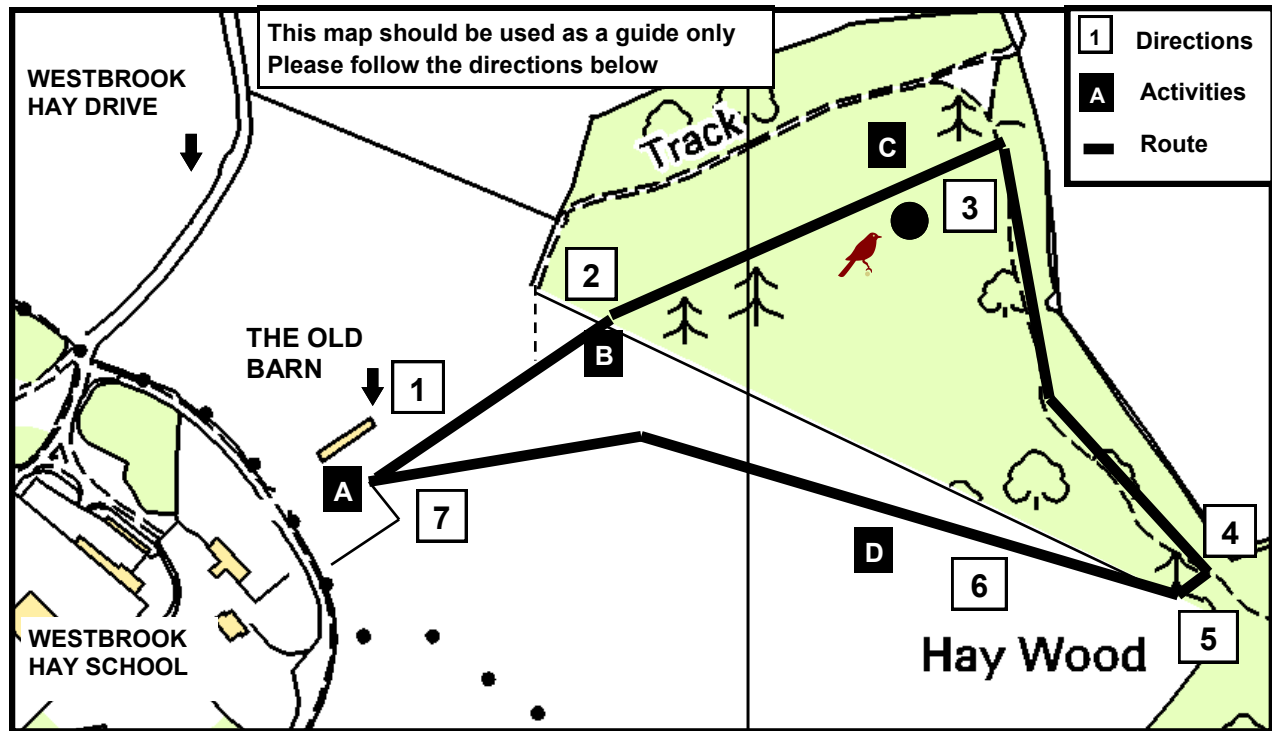 This map should be used as a guide only
Please follow the directions below
1 Directions
A Activities
Route
WESTBROOK
HAY DRIVE
Track
C
3
2
B
THE OLD
BARN
1
A
7
4
D
6
5
WESTBROOK
HAY SCHOOL
Hay Wood